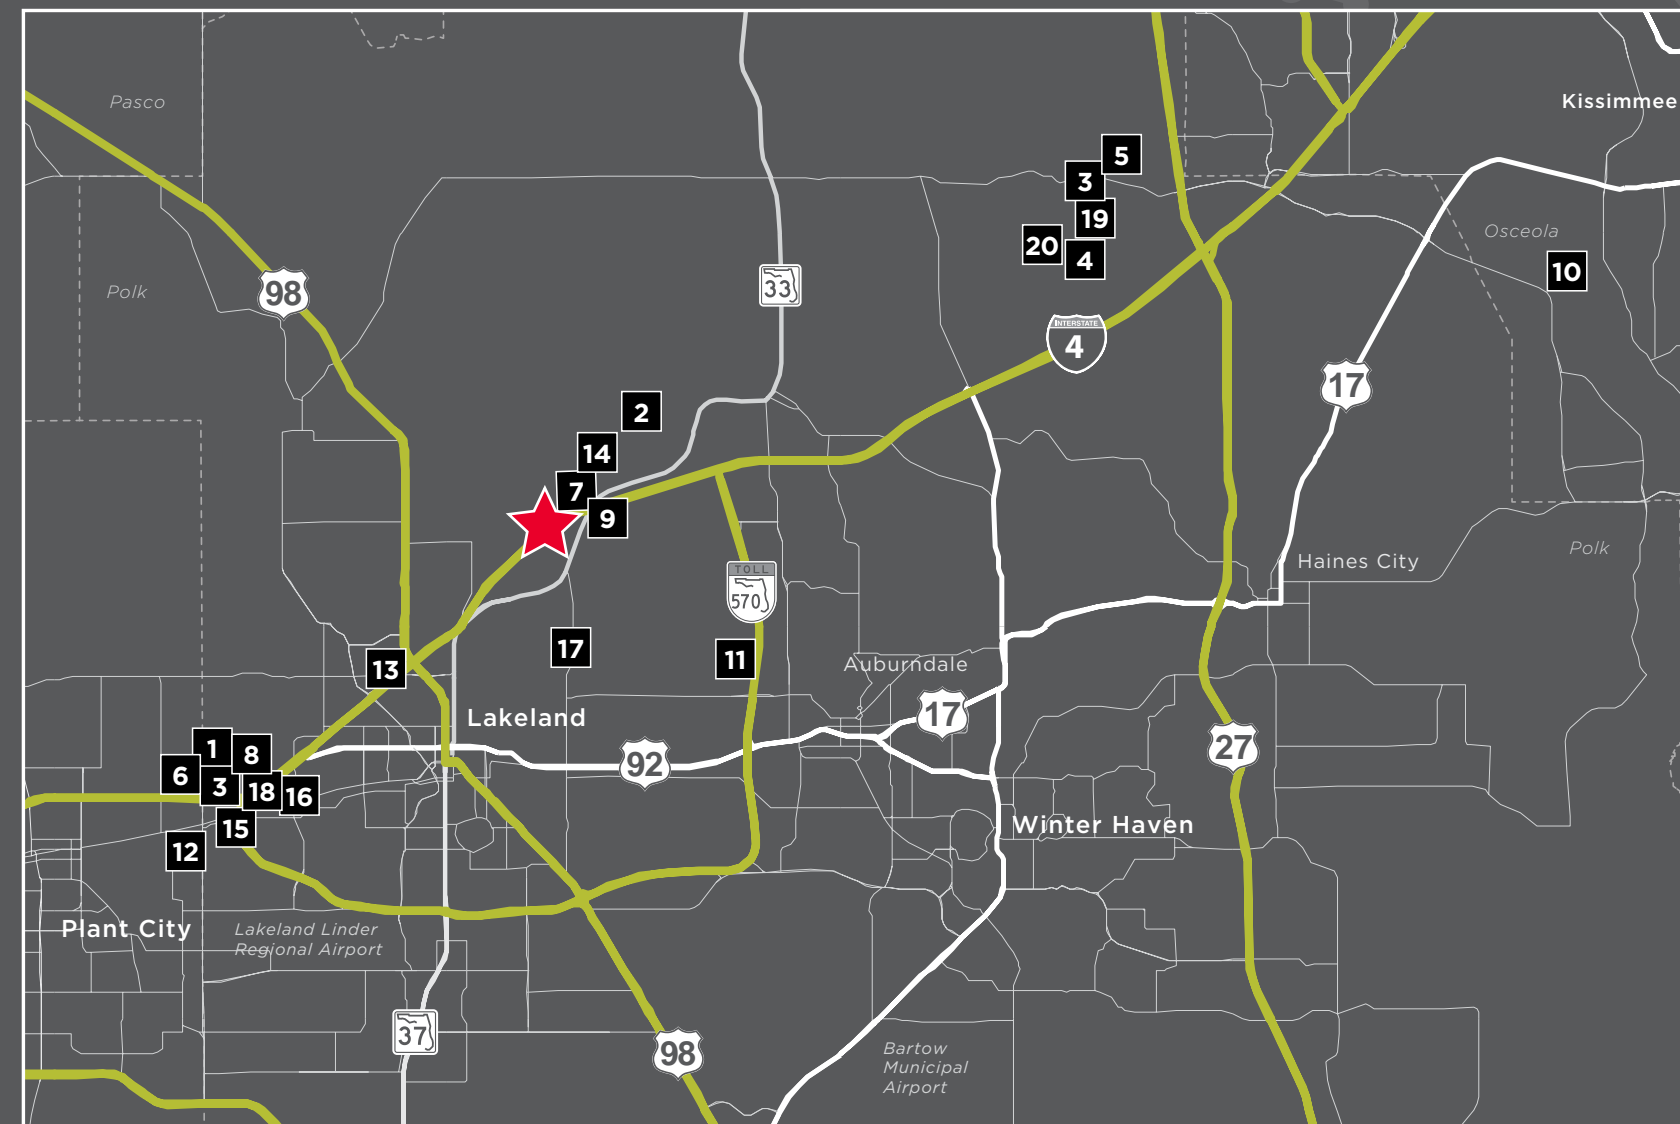 Pasco
Kissimmee
5
3
19
Osceola
20
4
10
33
Polk
98
INTERSTATE
4
17
2
14
7
9
Polk
Haines City
TOLL
570
17
11
13
Auburndale
Lakeland
17
27
1
8
92
6
3
18
16
15
Winter Haven
12
Plant City
Lakeland Linder
Regional Airport
37
98
Bartow
Municipal
Airport